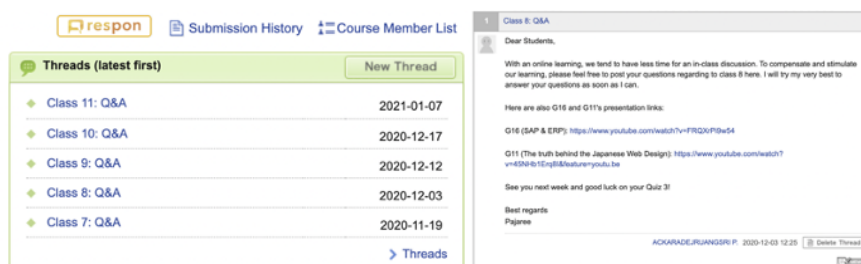 respon
Submission History
Course Member List
Threads (latest first)
New Thread
Class 11: Q&A
2021-01-07
Class 10: Q&A
2020-12-17
Class 9: Q&A
2020-12-12
Class 8: Q&A
2020-12-03
Class 7: Q&A
2020-11-19
Threads
1 Class 8: Q&A
Dear Students,
With an online learning, we tend to have less time for an in-class discussion. To compensate and stimulate
our learning, please feel free to post your questions regarding to class 8 here. I will try my very best to
answer your questions as soon as I can.
Here are also G16 and G11's presentation links:
G16 (SAP & ERP): https://www.youtube.com/watch?v=FRQXrPl9w54
G11 (The truth behind the Japanese Web Design): https://www.youtube.com/watch?
v=45NHb1Erq8I&feature=youtu.be
See you next week and good luck on your Quiz 3!
Best regards
Pajaree
ACKARADEJRUANGSRI P. 2020-12-03 12:25 Delete Thread